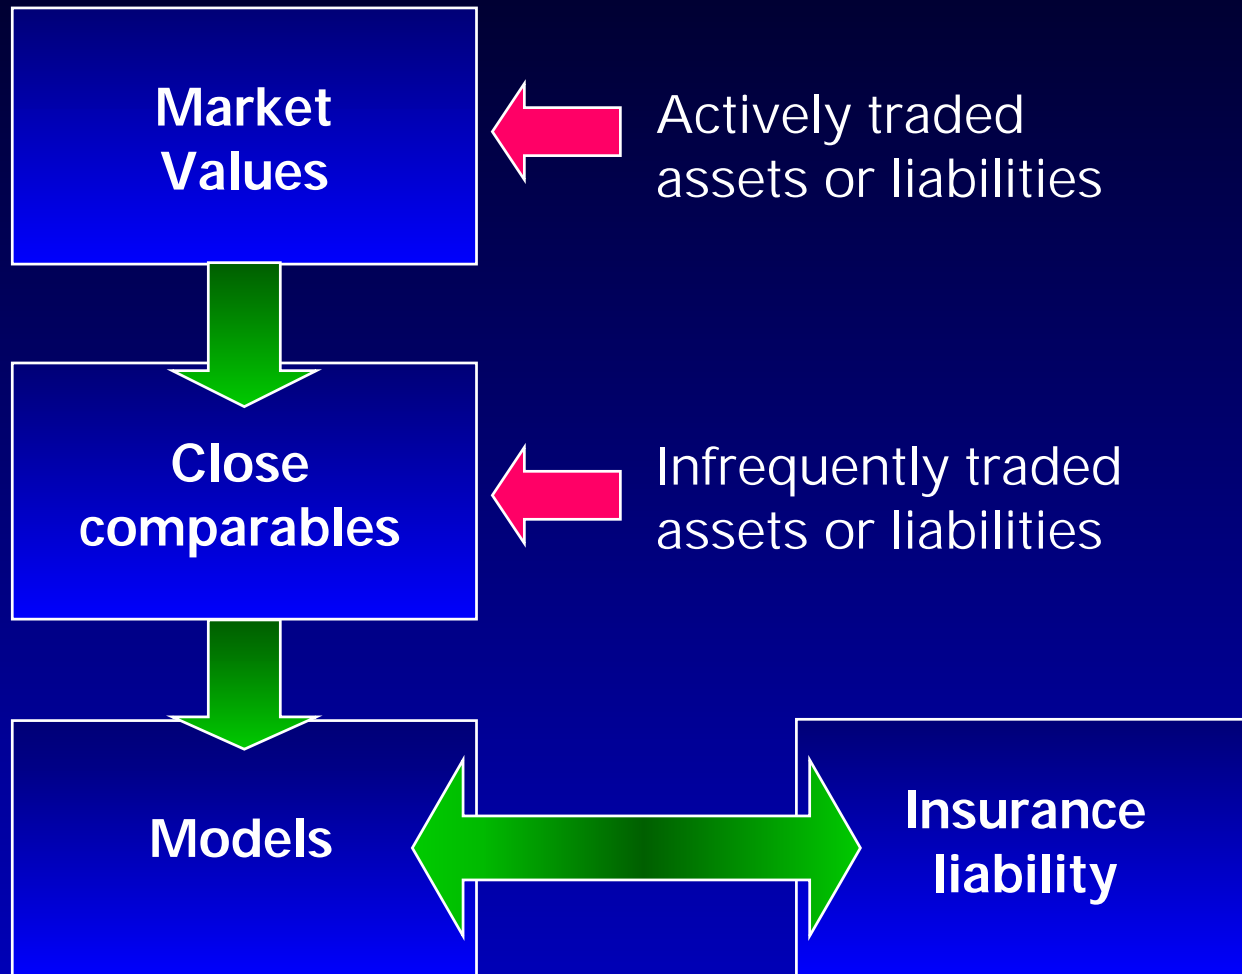 Market
Values
Actively traded
assets or liabilities
Close
comparables
Infrequently traded
assets or liabilities
Models
Insurance
liability